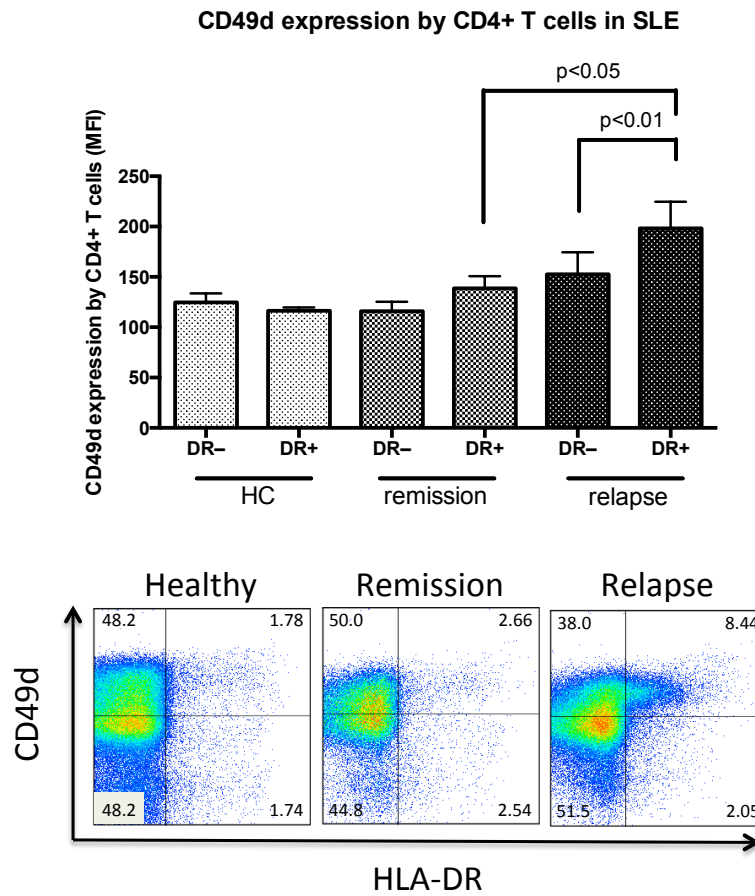 CD49d expression by CD4+ T cells in SLE
p<0.05
p<0.01
CD49d expression by CD4+ T cells (MFI)
250
200
150
100
50
0
DR– DR+ DR– DR+ DR– DR+
HC remission relapse
Healthy Remission Relapse
48.2 1.78 50.0 2.66 38.0 8.44
CD49d
48.2 1.74 44.8 2.54 51.5 2.05
HLA-DR